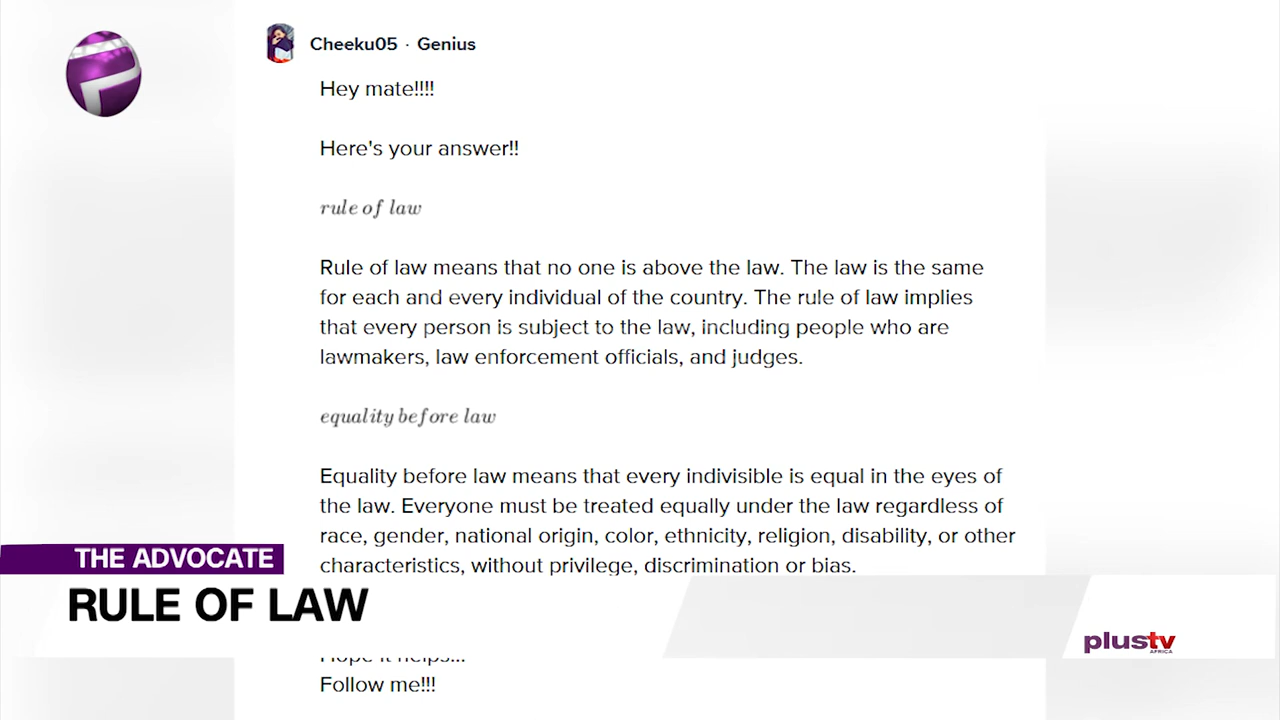 Cheeku05 · Genius
Hey mate!!!!
Here's your answer!!
rule of law
Rule of law means that no one is above the law. The law is the same
for each and every individual of the country. The rule of law implies
that every person is subject to the law, including people who are
lawmakers, law enforcement officials, and judges.
equality before law
Equality before law means that every indivisible is equal in the eyes of
the law. Everyone must be treated equally under the law regardless of
race, gender, national origin, color, ethnicity, religion, disability, or other
characteristics, without privilege, discrimination or bias.
THE ADVOCATE
RULE OF LAW
plustv
AFRICA
Hope it helps...
Follow me!!!